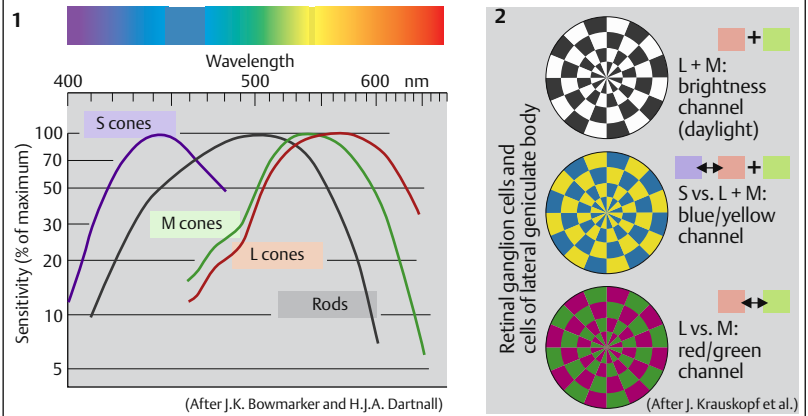 1
Wavelength
400
500
600
nm
Sensitivity (% of maximum)
100
70
50
30
20
10
5
S cones
M cones
L cones
Rods
(After J.K. Bowmarker and H.J.A. Dartnall)
2
Retinal ganglion cells and
cells of lateral geniculate body
+
L + M:
brightness
channel
(daylight)
+
S vs. L + M:
blue/yellow
channel
L vs. M:
red/green
channel
(After J. Krauskopf et al.)